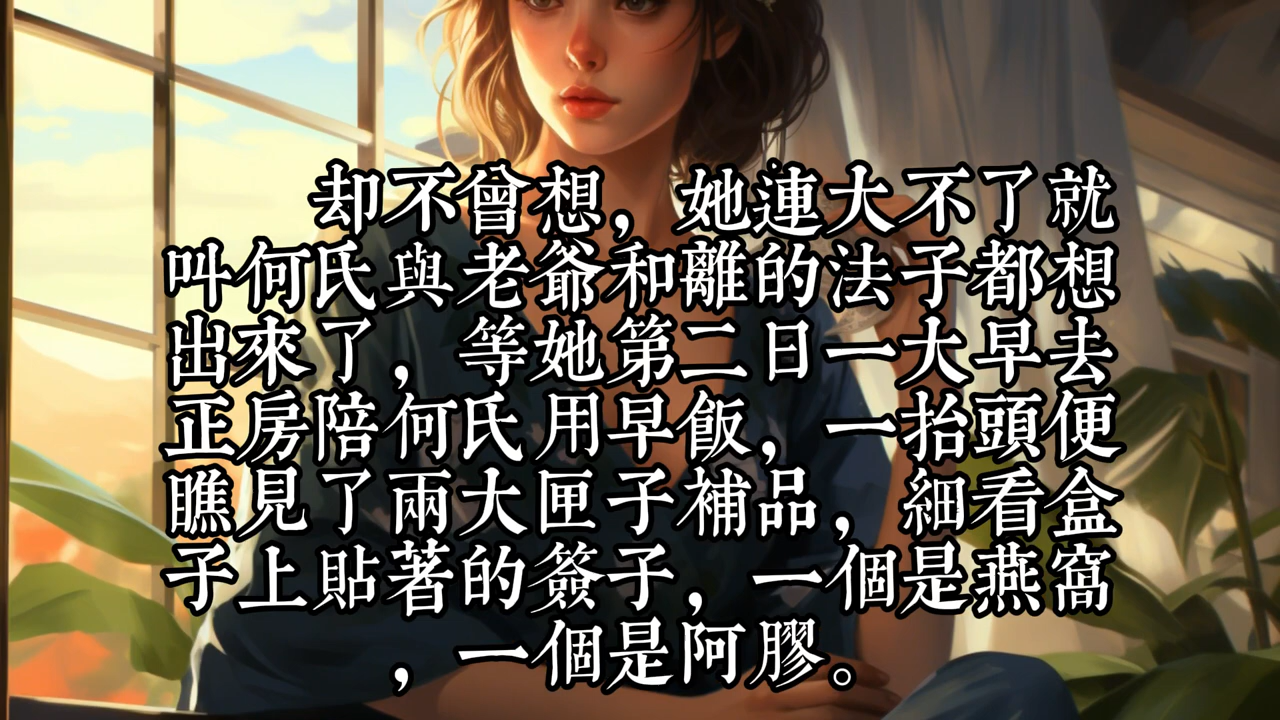 却不曾想，她連大不了就
叫何氏與老爺和離的法子都想
出來了，等她第二日一大早去
正房陪何氏用早飯，一抬頭便
瞧見了兩大匣子補品，細看盒
子上貼著的簽子，一個是燕窩
，一個是阿膠。